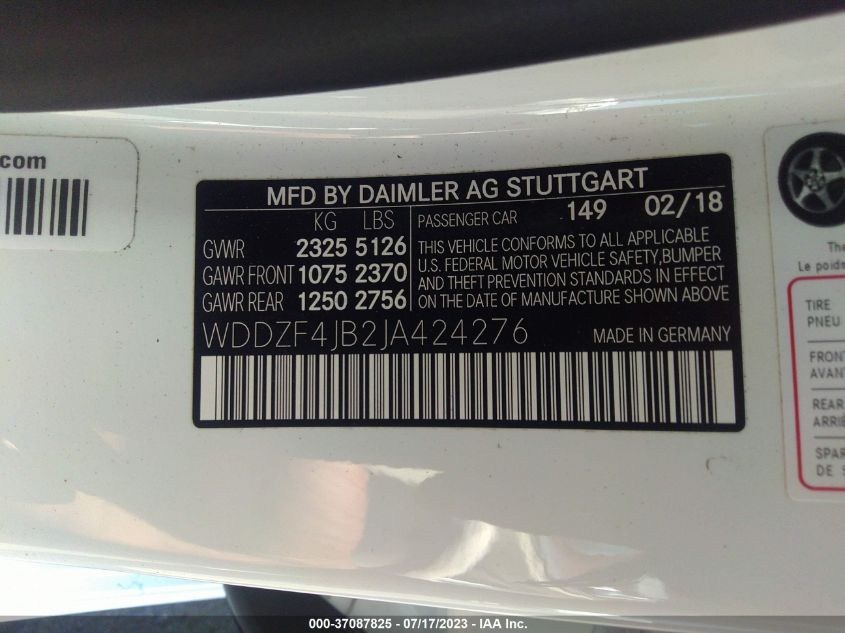 .com
MFD BY DAIMLER AG STUTTGART
KG LBS
PASSENGER CAR 149 02/18
GVWR 2325 5126
GAWR FRONT 1075 2370
GAWR REAR 1250 2756
THIS VEHICLE CONFORMS TO ALL APPLICABLE
U.S. FEDERAL MOTOR VEHICLE SAFETY,BUMPER
AND THEFT PREVENTION STANDARDS IN EFFECT
ON THE DATE OF MANUFACTURE SHOWN ABOVE
WDDZF4JB2JA424276
MADE IN GERMANY
The
Le poids
TIRE
PNEU
FRONT
AVANT
REAR
ARRIÈ
SPAR
DE S
000-37087825 - 07/17/2023 - IAA Inc.